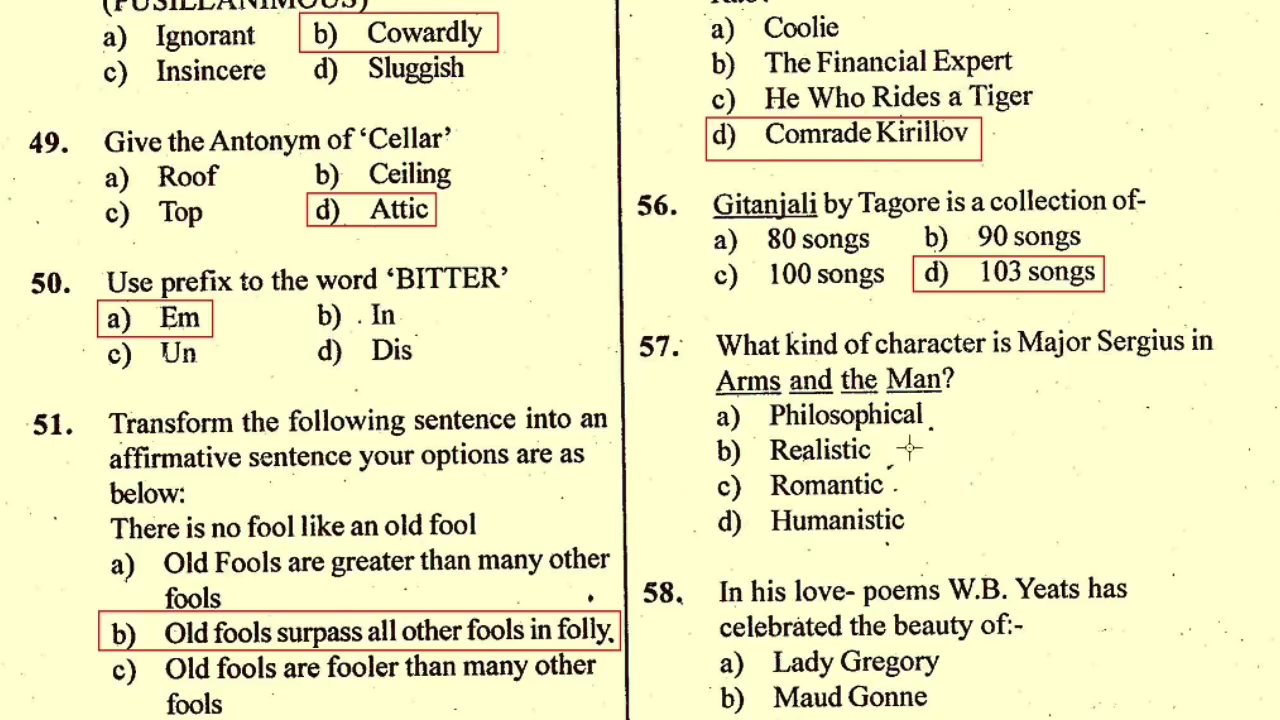 (PUSILLANIMOUS)
a) Ignorant b) Cowardly
c) Insincere d) Sluggish
49. Give the Antonym of ‘Cellar’
a) Roof b) Ceiling
c) Top d) Attic
50. Use prefix to the word ‘BITTER’
a) Em b) In
c) Un d) Dis
51. Transform the following sentence into an
affirmative sentence your options are as
below:
There is no fool like an old fool
a) Old Fools are greater than many other
fools
b) Old fools surpass all other fools in folly.
c) Old fools are fooler than many other
fools
a) Coolie
b) The Financial Expert
c) He Who Rides a Tiger
d) Comrade Kirillov
56. Gitanjali by Tagore is a collection of-
a) 80 songs b) 90 songs
c) 100 songs d) 103 songs
57. What kind of character is Major Sergius in
Arms and the Man?
a) Philosophical
b) Realistic
c) Romantic
d) Humanistic
58. In his love- poems W.B. Yeats has
celebrated the beauty of:-
a) Lady Gregory
b) Maud Gonne